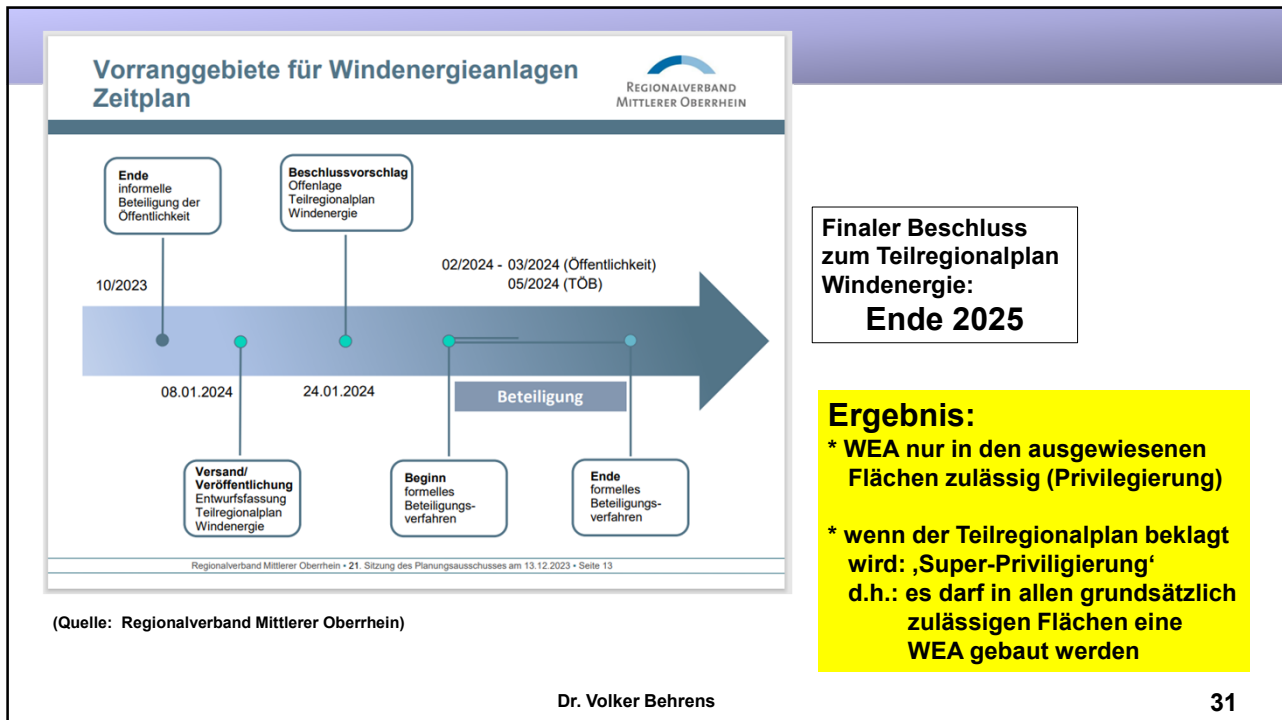 Vorranggebiete für Windenergieanlagen
Zeitplan
REGIONALVERBAND
MITTLERER OBERRHEIN
Ende
informelle
Beteiligung der
Öffentlichkeit
Beschlussvorschlag
Offenlage
Teilregionalplan
Windenergie
10/2023
02/2024 - 03/2024 (Öffentlichkeit)
05/2024 (TÖB)
08.01.2024
24.01.2024
Beteiligung
Versand/
Veröffentlichung
Entwurfsfassung
Teilregionalplan
Windenergie
Beginn
formelles
Beteiligungs-
verfahren
Ende
formelles
Beteiligungs-
verfahren
Regionalverband Mittlerer Oberrhein • 21. Sitzung des Planungsausschusses am 13.12.2023 • Seite 13
(Quelle: Regionalverband Mittlerer Oberrhein)
Finaler Beschluss
zum Teilregionalplan
Windenergie:
Ende 2025
Ergebnis:
* WEA nur in den ausgewiesenen
Flächen zulässig (Privilegierung)
* wenn der Teilregionalplan beklagt
wird: ‚Super-Priviligierung‘
d.h.: es darf in allen grundsätzlich
zulässigen Flächen eine
WEA gebaut werden
Dr. Volker Behrens
31